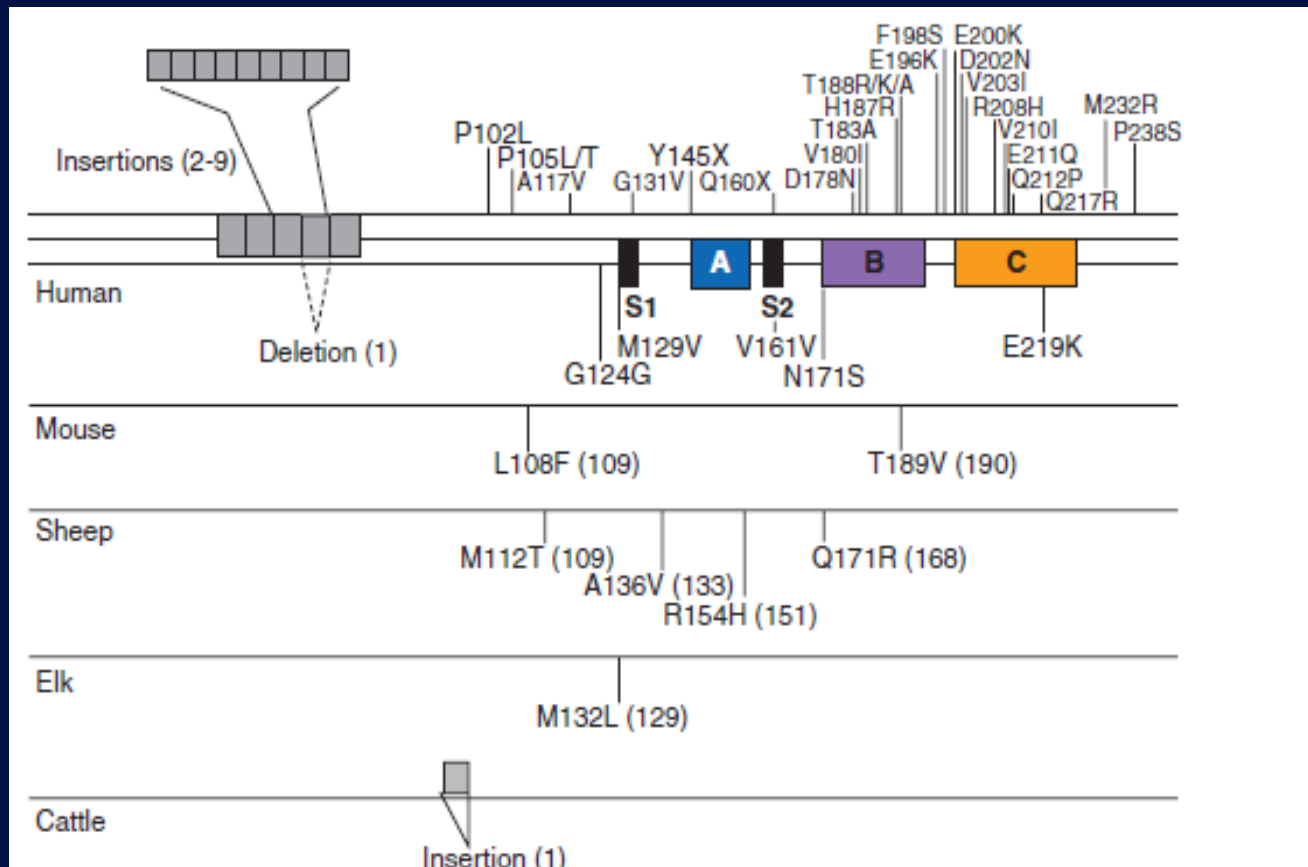 F198S E200K
E196K D202N
T188R/K/A V203I
H187R R208H M232R
P102L T183A V210I P238S
Insertions (2-9) P105L/T Y145X V180I E211Q
A117V G131V Q160X D178N Q212P
Q217R
A B C
Human S1 S2
Deletion (1) M129V V161V E219K
G124G N171S
Mouse
L108F (109) T189V (190)
Sheep
M112T (109) Q171R (168)
A136V (133)
R154H (151)
Elk
M132L (129)
Cattle
Insertion (1)